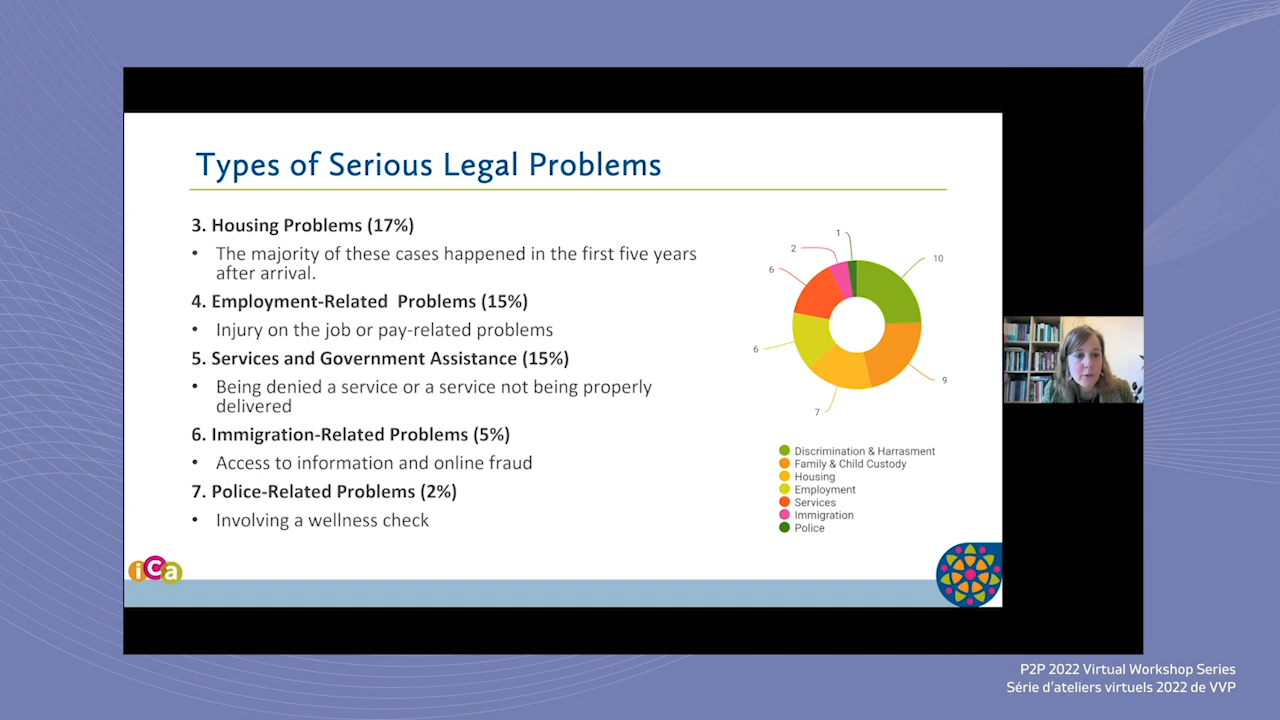 Types of Serious Legal Problems
3. Housing Problems (17%)
• The majority of these cases happened in the first five years
after arrival.
4. Employment-Related Problems (15%)
• Injury on the job or pay-related problems
5. Services and Government Assistance (15%)
• Being denied a service or a service not being properly
delivered
6. Immigration-Related Problems (5%)
• Access to information and online fraud
7. Police-Related Problems (2%)
• Involving a wellness check
1
2
10
6
6
9
7
Discrimination & Harrasment
Family & Child Custody
Housing
Employment
Services
Immigration
Police
ica
P2P 2022 Virtual Workshop Series
Série d'ateliers virtuels 2022 de VVP